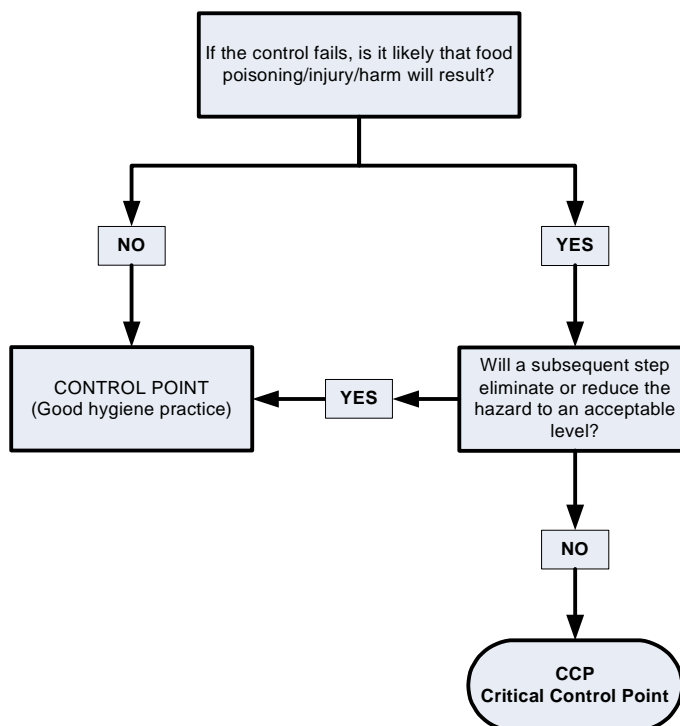 If the control fails, is it likely that food
poisoning/injury/harm will result?
NO
YES
CONTROL POINT
(Good hygiene practice)
YES
Will a subsequent step
eliminate or reduce the
hazard to an acceptable
level?
NO
CCP
Critical Control Point